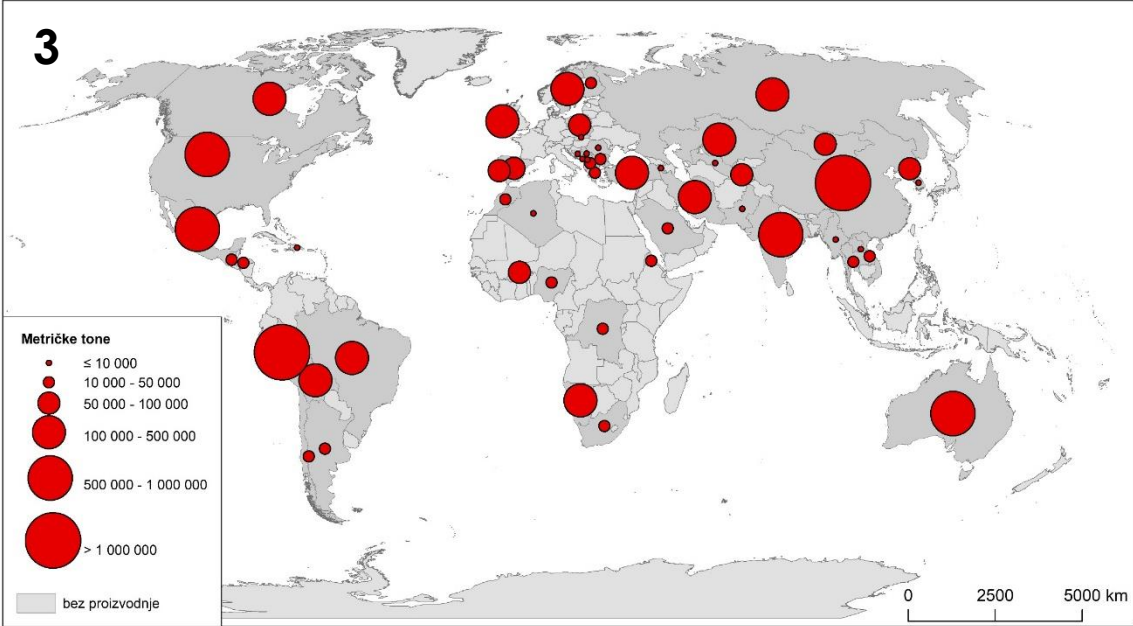 3
Metričke tone
≤ 10 000
10 000 - 50 000
50 000 - 100 000
100 000 - 500 000
500 000 - 1 000 000
> 1 000 000
bez proizvodnje
0 2500 5000 km